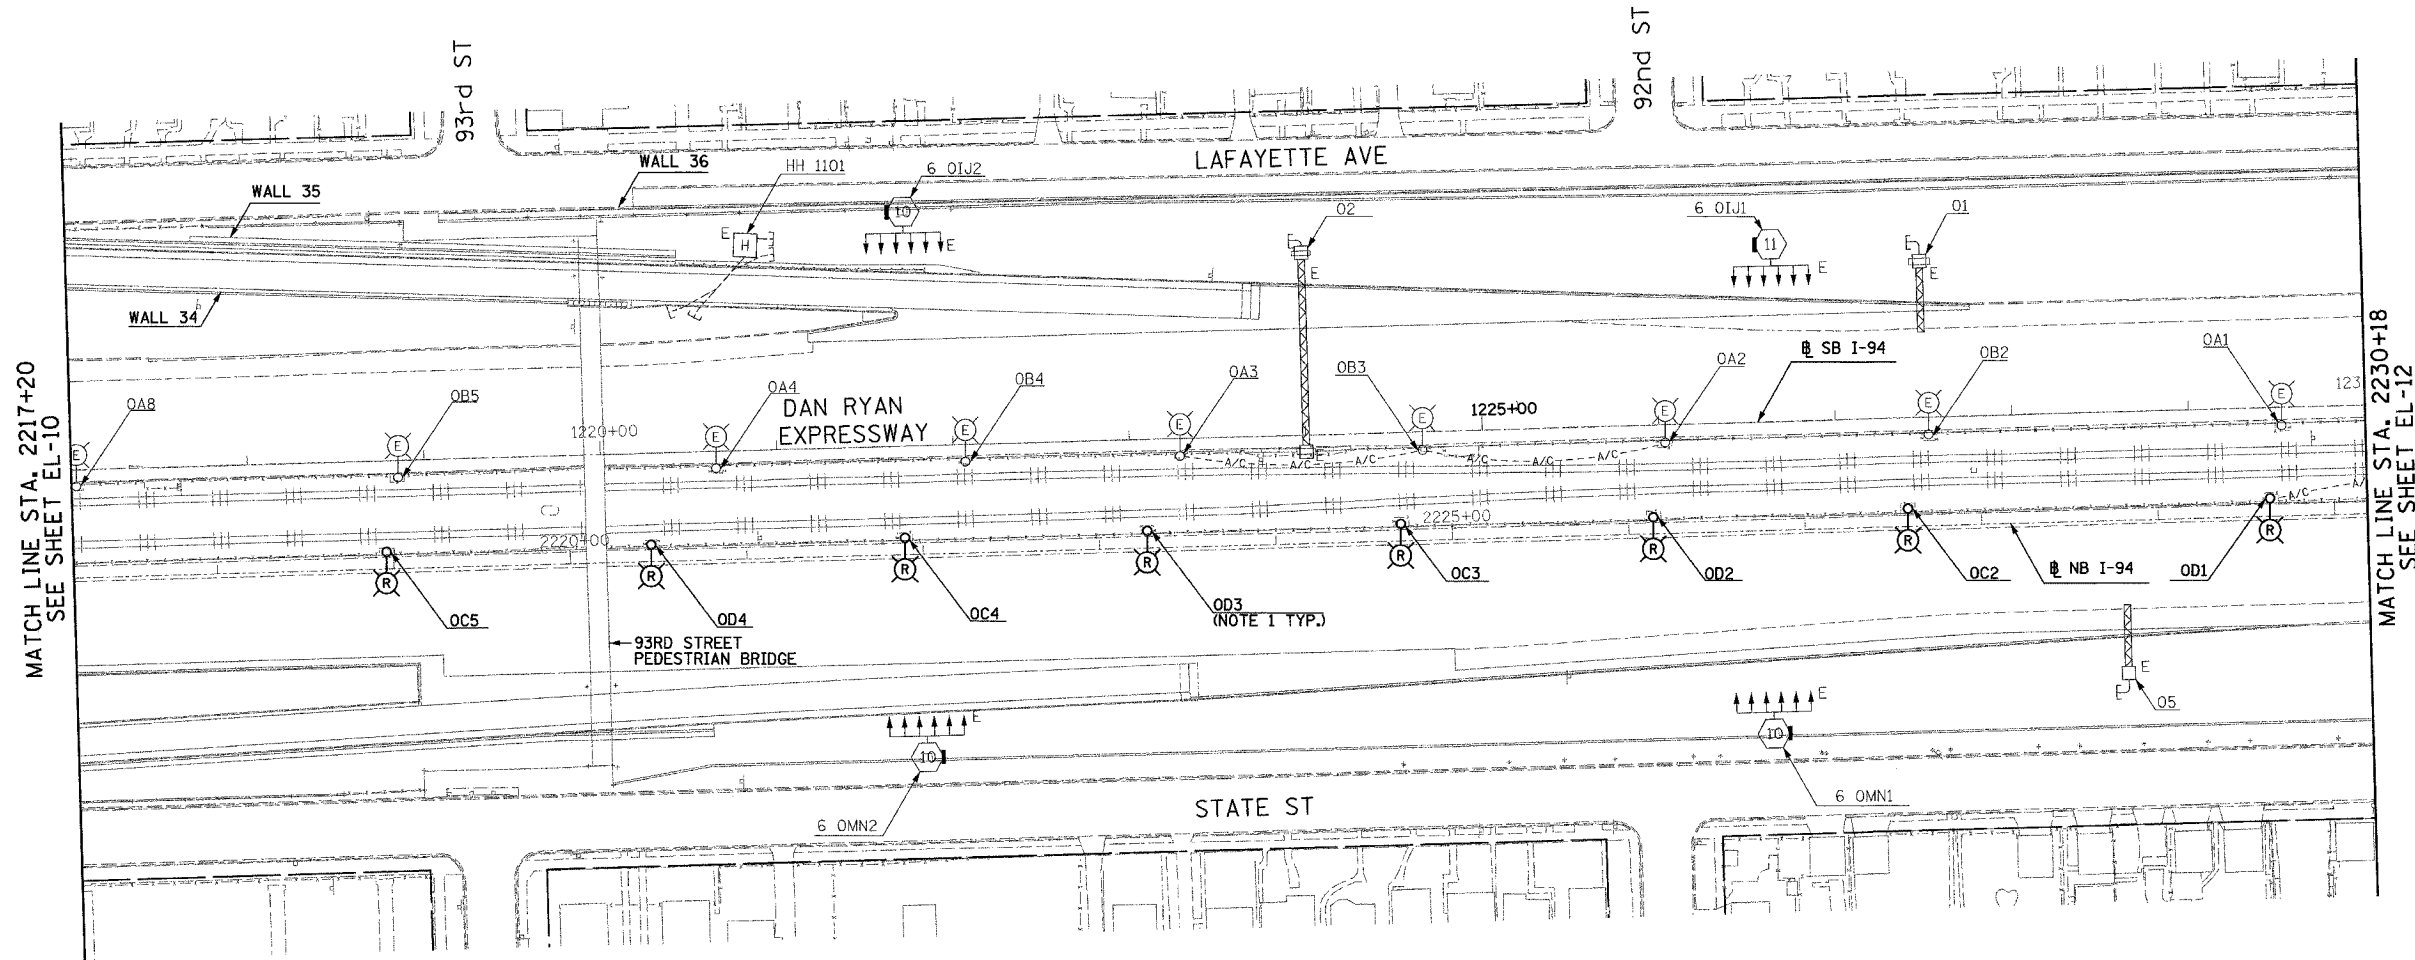 93rd ST
92nd ST
LAFAYETTE AVE
WALL 36
HH 1101
6 OIJ2
WALL 35
10
O2
6 OIJ1
O1
E
H
E
11
E
E
E
E
E
WALL 34
MATCH LINE STA. 2217+20
SEE SHEET EL-10
MATCH LINE STA. 2230+18
SEE SHEET EL-12
OA8
OB5
OA4
OB4
OA3
OB3
OA2
℄ SB I-94
OB2
OA1
DAN RYAN
EXPRESSWAY
1220+00
1225+00
123
E
E
E
E
E
E
E
E
E
E
A/C
A/C
A/C
A/C
A/C
A/C
A/C
2220+00
2225+00
R
R
R
R
R
R
R
R
OC5
OD4
OC4
OD3
(NOTE 1 TYP.)
OC3
OD2
OC2
℄ NB I-94
OD1
93RD STREET
PEDESTRIAN BRIDGE
E
E
E
10
10
O5
6 OMN2
6 OMN1
STATE ST